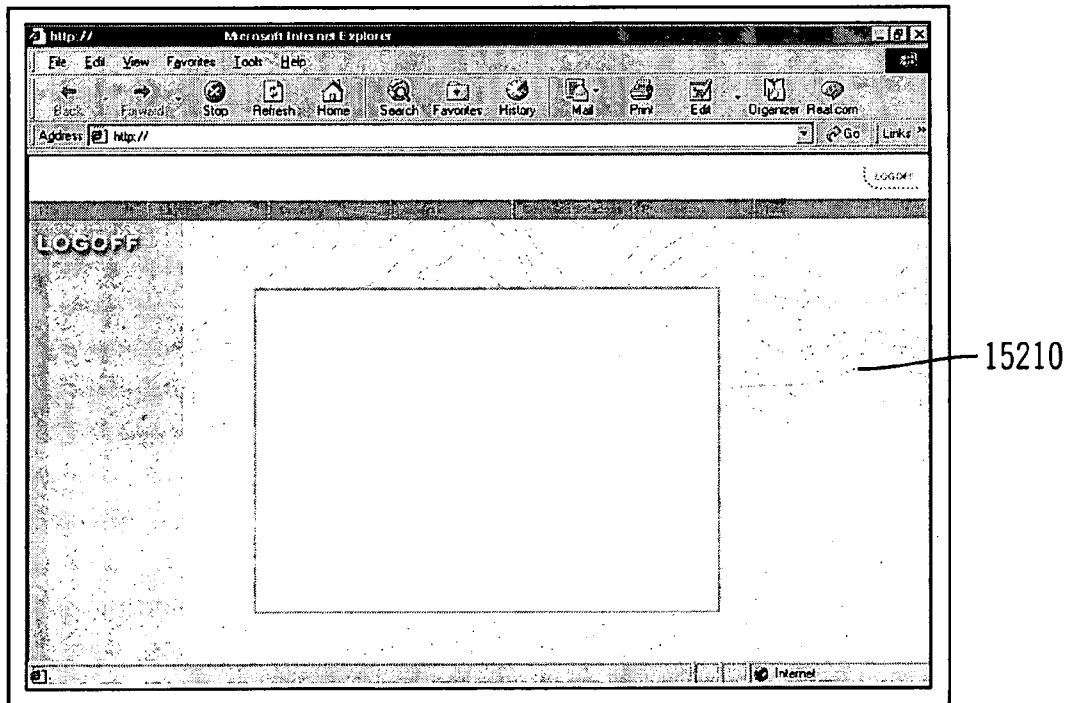 http:// Microsoft Internet Explorer
File Edit View Favorites Tools Help
Back Forward Stop Refresh Home Search Favorites History Mail Print Edit Organizer Real.com
Address http:// Go Links »
LOGOFF
LOGOFF
15210
Internet